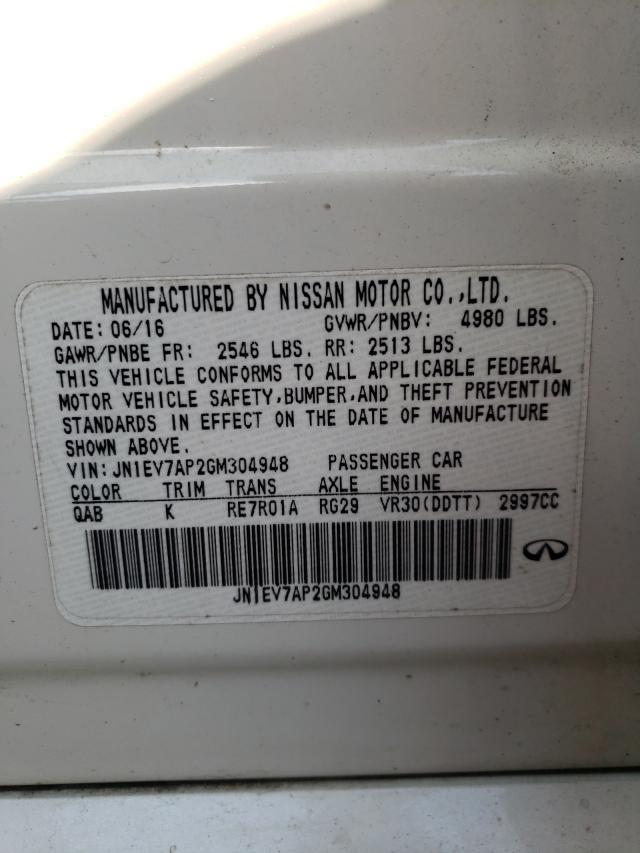 MANUFACTURED BY NISSAN MOTOR CO.,LTD.
DATE: 06/16 GVWR/PNBV: 4980 LBS.
GAWR/PNBE FR: 2546 LBS. RR: 2513 LBS.
THIS VEHICLE CONFORMS TO ALL APPLICABLE FEDERAL
MOTOR VEHICLE SAFETY,BUMPER,AND THEFT PREVENTION
STANDARDS IN EFFECT ON THE DATE OF MANUFACTURE
SHOWN ABOVE.
VIN:JN1EV7AP2GM304948 PASSENGER CAR
COLOR TRIM TRANS AXLE ENGINE
QAB K RE7R01A RG29 VR30(DDTT) 2997CC
JN1EV7AP2GM304948